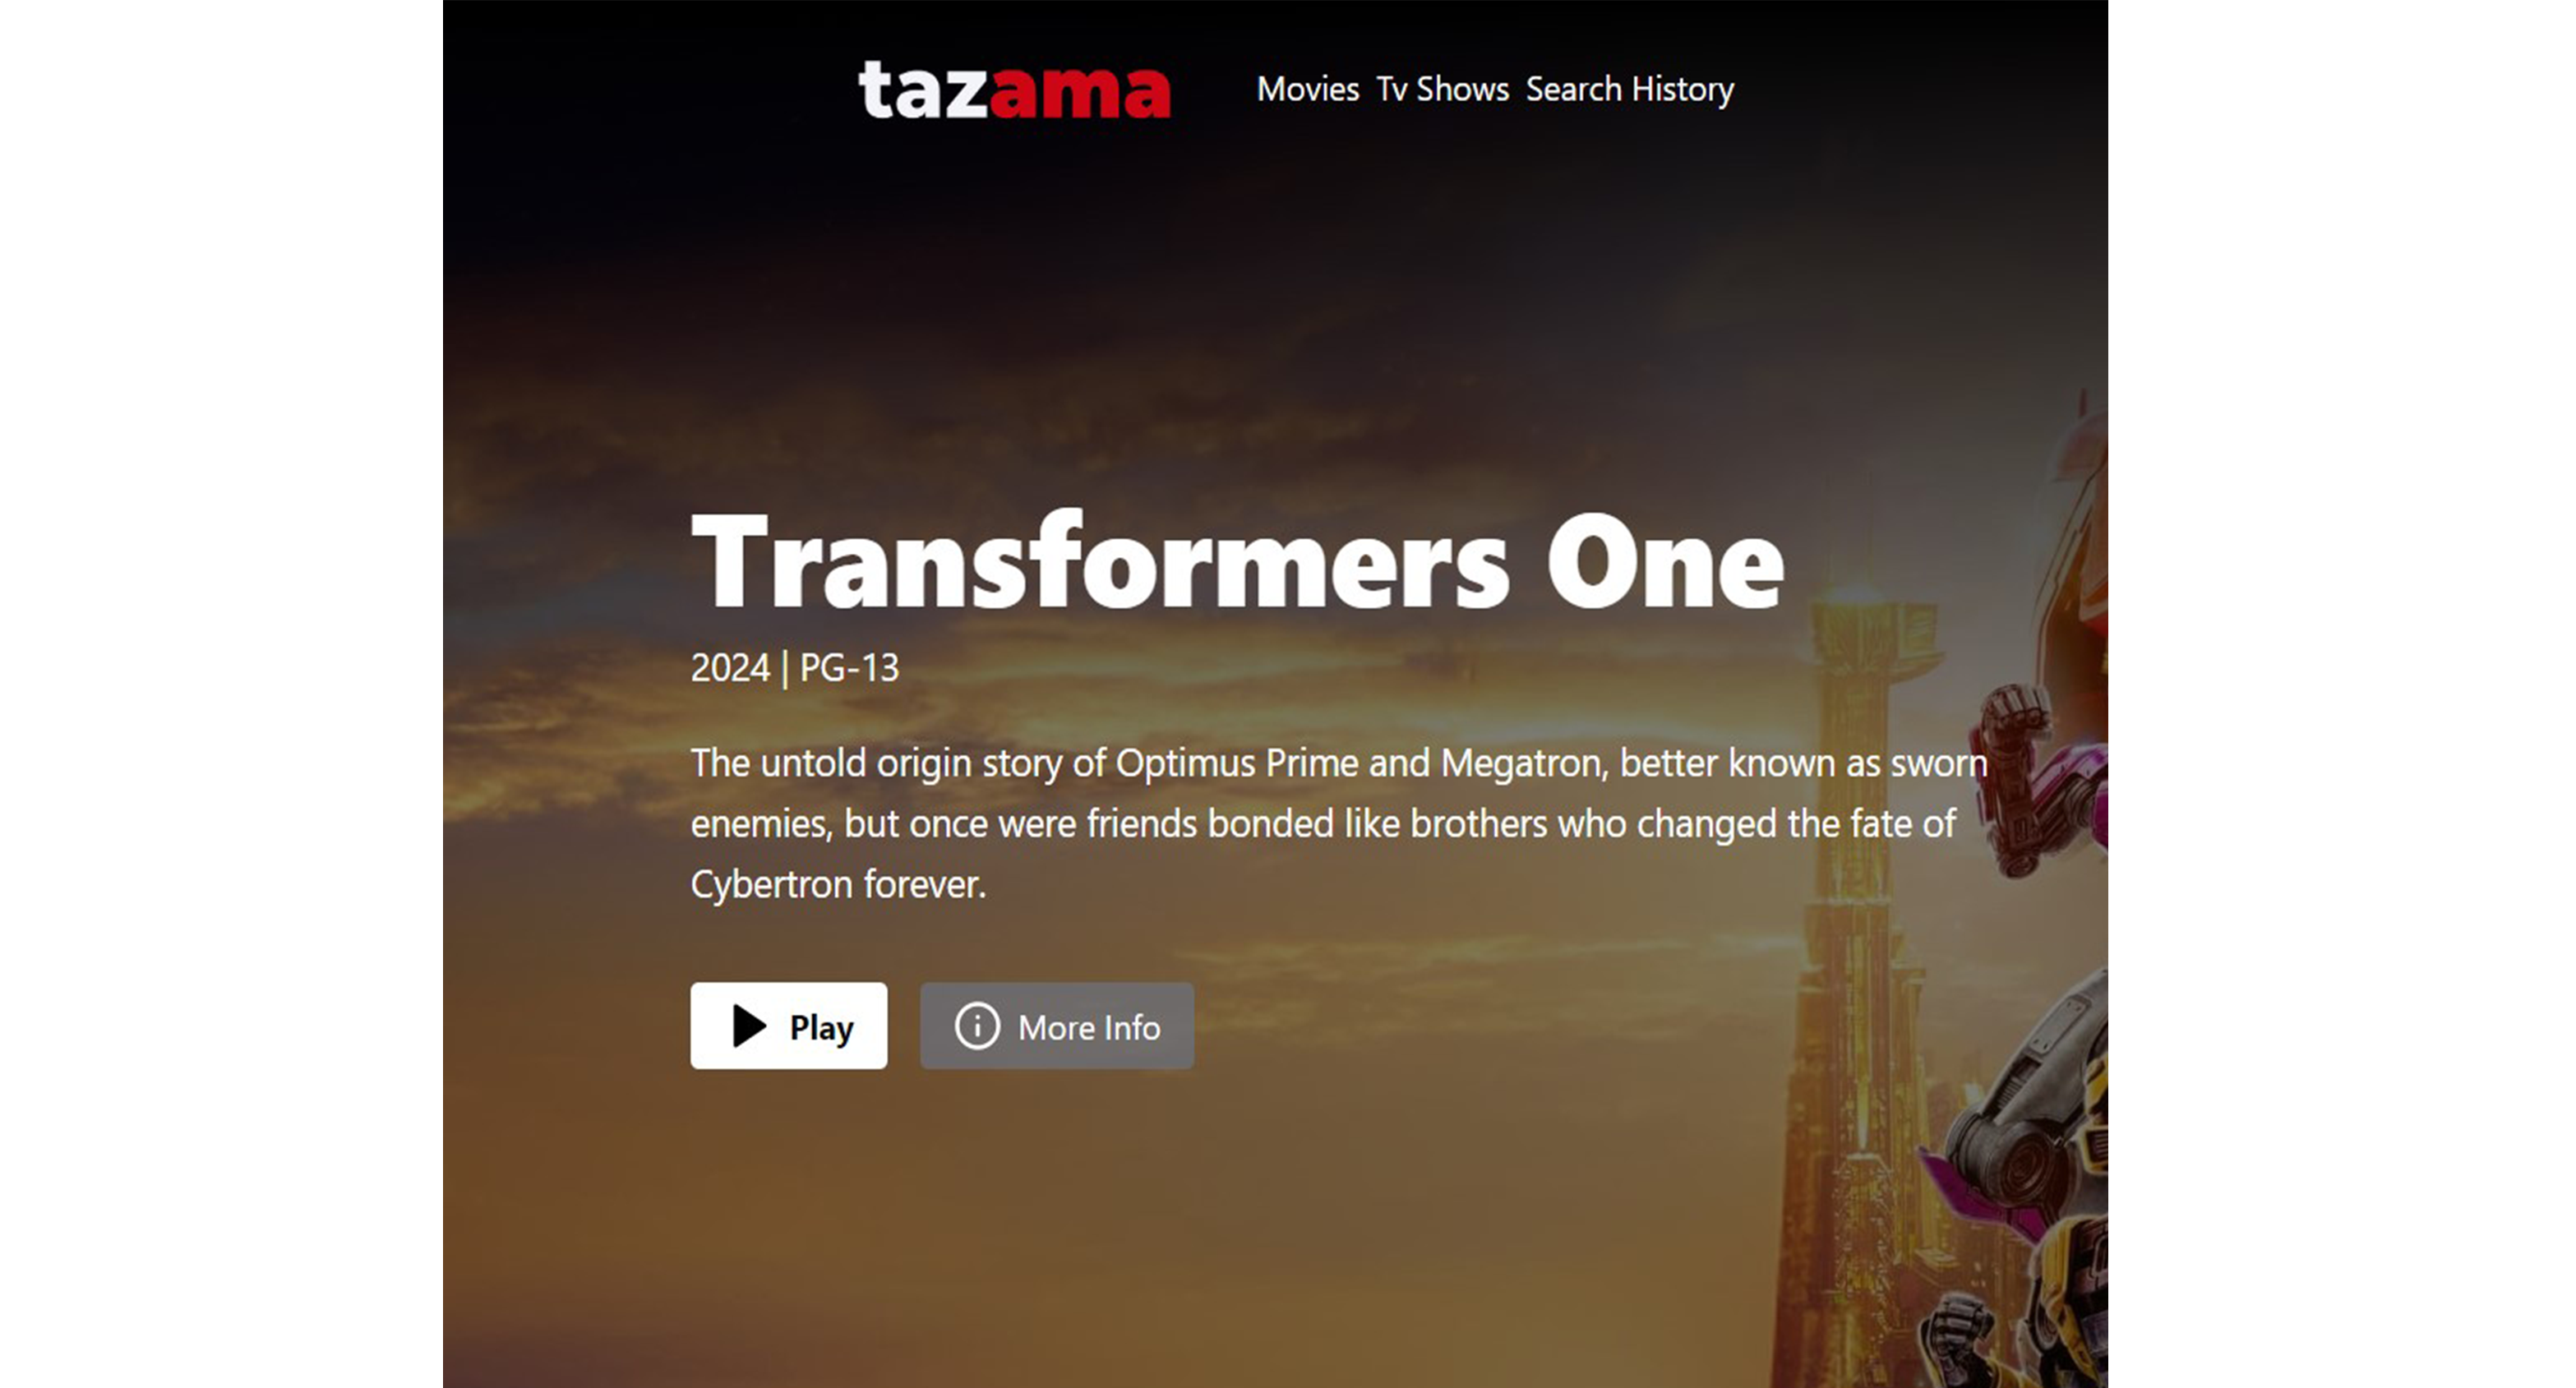 tazama
Movies Tv Shows Search History
Transformers One
2024 | PG-13
The untold origin story of Optimus Prime and Megatron, better known as sworn
enemies, but once were friends bonded like brothers who changed the fate of
Cybertron forever.
Play
More Info